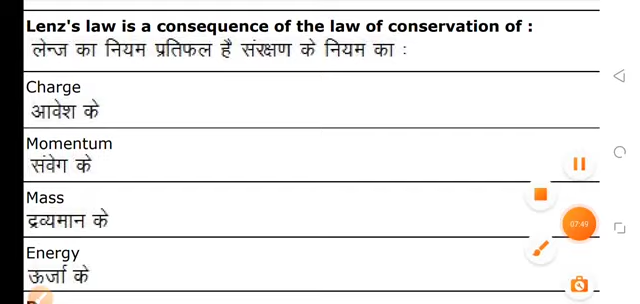 Lenz's law is a consequence of the law of conservation of :
लेन्ज का नियम प्रतिफल है संरक्षण के नियम का :
Charge
आवेश के
Momentum
संवेग के
Mass
द्रव्यमान के
07:49
Energy
ऊर्जा के